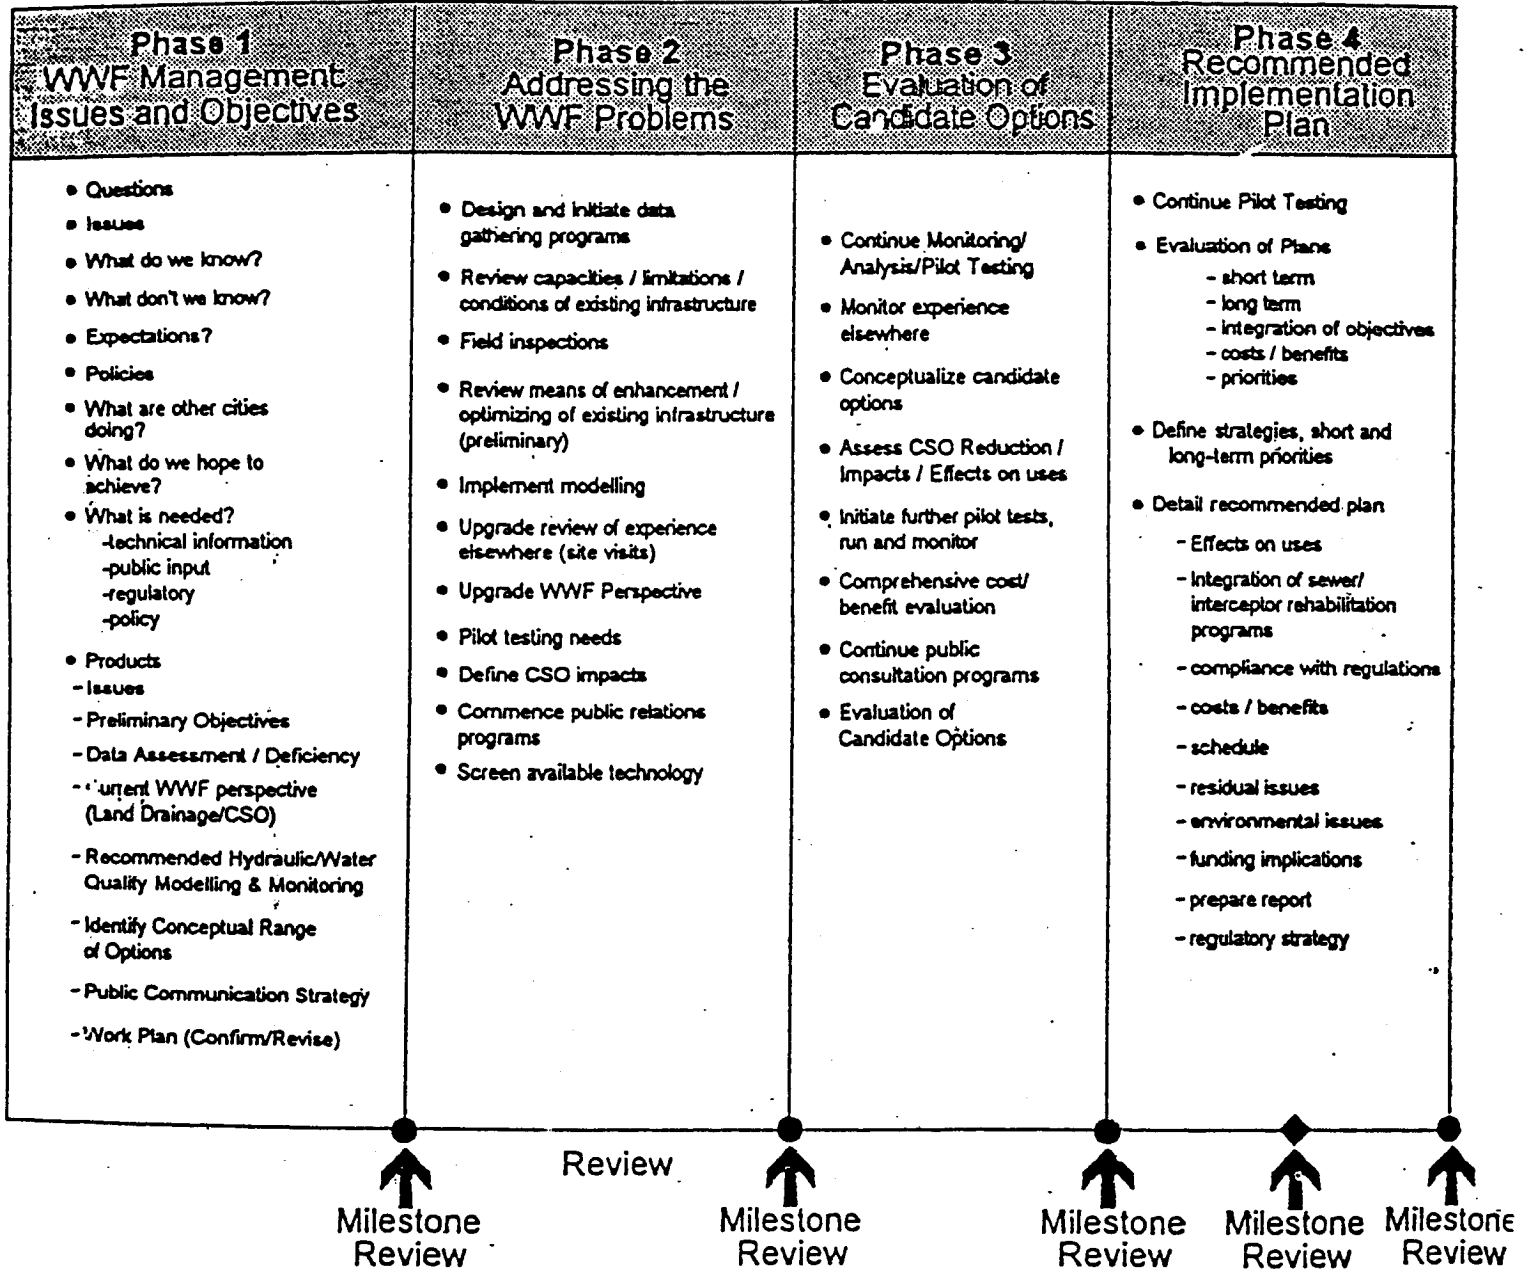 Phase 1
WWF Management
Issues and Objectives
• Questions
• Issues
• What do we know?
• What don't we know?
• Expectations?
• Policies
• What are other cities
doing?
• What do we hope to
achieve?
• What is needed?
-technical information
-public input
-regulatory
-policy
• Products
- Issues
- Preliminary Objectives
- Data Assessment / Deficiency
- Current WWF perspective
(Land Drainage/CSO)
- Recommended Hydraulic/Water
Quality Modelling & Monitoring
- Identify Conceptual Range
of Options
- Public Communication Strategy
- Work Plan (Confirm/Revise)
Phase 2
Addressing the
WWF Problems
• Design and initiate data
gathering programs
• Review capacities / limitations /
conditions of existing infrastructure
• Field inspections
• Review means of enhancement /
optimizing of existing infrastructure
(preliminary)
• Implement modelling
• Upgrade review of experience
elsewhere (site visits)
• Upgrade WWF Perspective
• Pilot testing needs
• Define CSO impacts
• Commence public relations
programs
• Screen available technology
Phase 3
Evaluation of
Candidate Options
• Continue Monitoring/
Analysis/Pilot Testing
• Monitor experience
elsewhere
• Conceptualize candidate
options
• Assess CSO Reduction /
Impacts / Effects on uses
• Initiate further pilot tests,
run and monitor
• Comprehensive cost/
benefit evaluation
• Continue public
consultation programs
• Evaluation of
Candidate Options
Phase 4
Recommended
Implementation
Plan
• Continue Pilot Testing
• Evaluation of Plans
- short term
- long term
- integration of objectives
- costs / benefits
- priorities
• Define strategies, short and
long-term priorities
• Detail recommended plan
- Effects on uses
- Integration of sewer/
interceptor rehabilitation
programs
- compliance with regulations
- costs / benefits
- schedule
- residual issues
- environmental issues
- funding implications
- prepare report
- regulatory strategy
Review
Milestone
Review
Milestone
Review
Milestone
Review
Milestone
Review
Milestone
Review